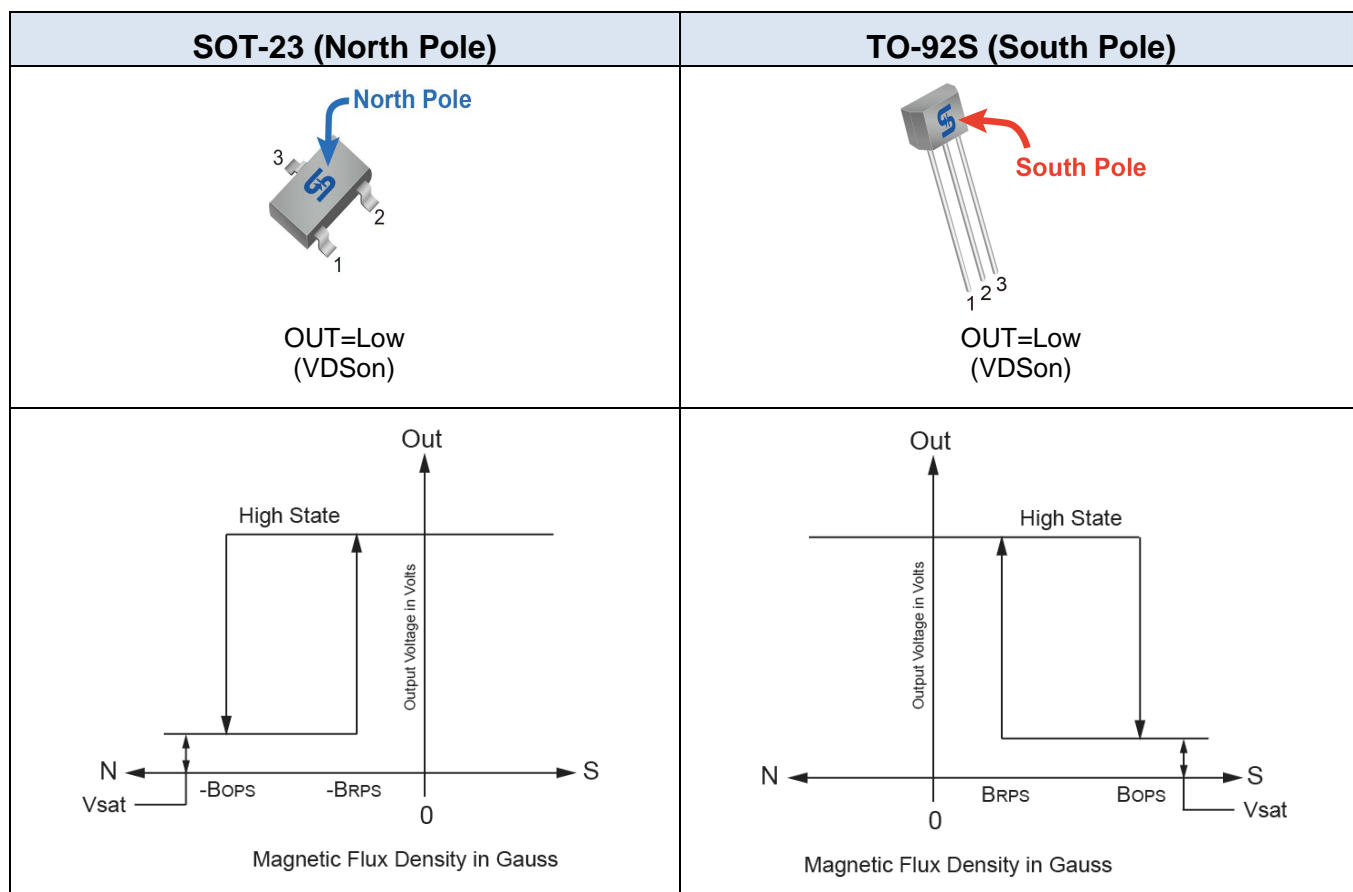 SOT-23 (North Pole)
TO-92S (South Pole)
North Pole
3
2
1
OUT=Low
(VDSon)
South Pole
1 2 3
OUT=Low
(VDSon)
Out
High State
Output Voltage in Volts
N
S
-BOPS
-BRPS
Vsat
0
Magnetic Flux Density in Gauss
Out
High State
Output Voltage in Volts
N
S
BRPS
BOPS
Vsat
0
Magnetic Flux Density in Gauss